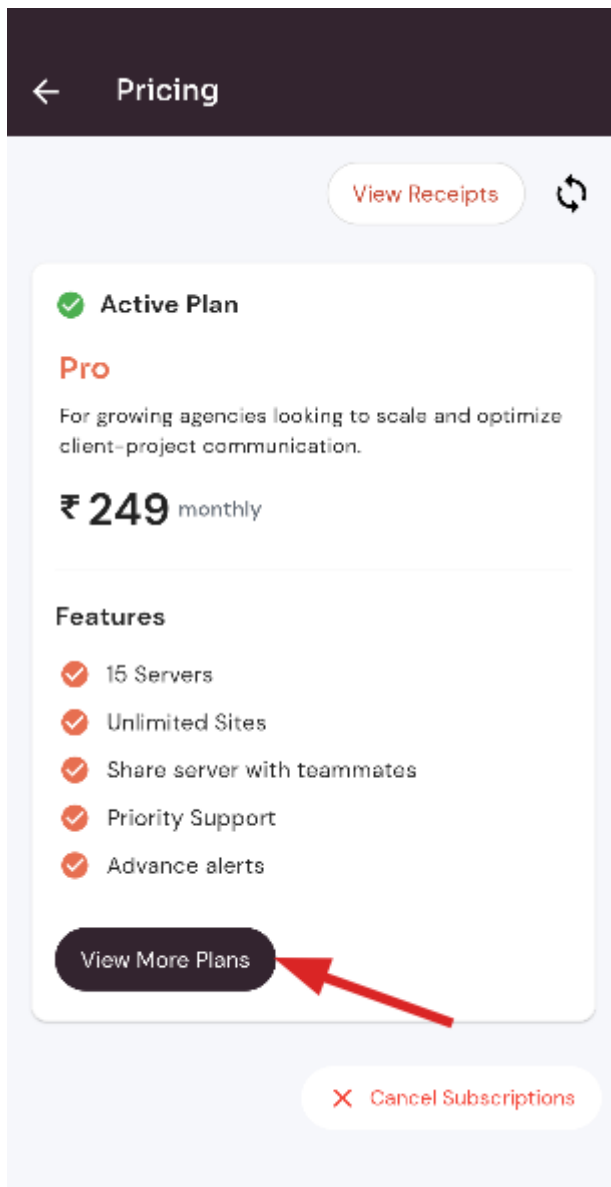 Pricing
View Receipts
Active Plan
Pro
For growing agencies looking to scale and optimize
client-project communication.
₹ 249 monthly
Features
15 Servers
Unlimited Sites
Share server with teammates
Priority Support
Advance alerts
View More Plans
Cancel Subscriptions